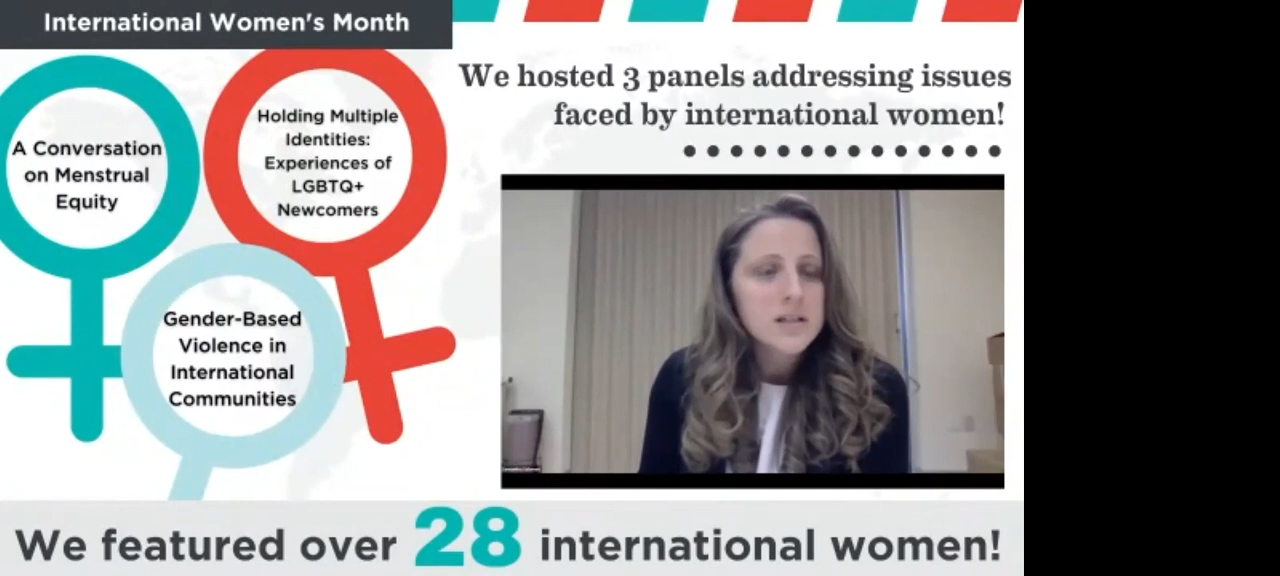 International Women's Month
We hosted 3 panels addressing issues
faced by international women!
A Conversation
on Menstrual
Equity
Holding Multiple
Identities:
Experiences of
LGBTQ+
Newcomers
Gender-Based
Violence in
International
Communities
We featured over 28 international women!